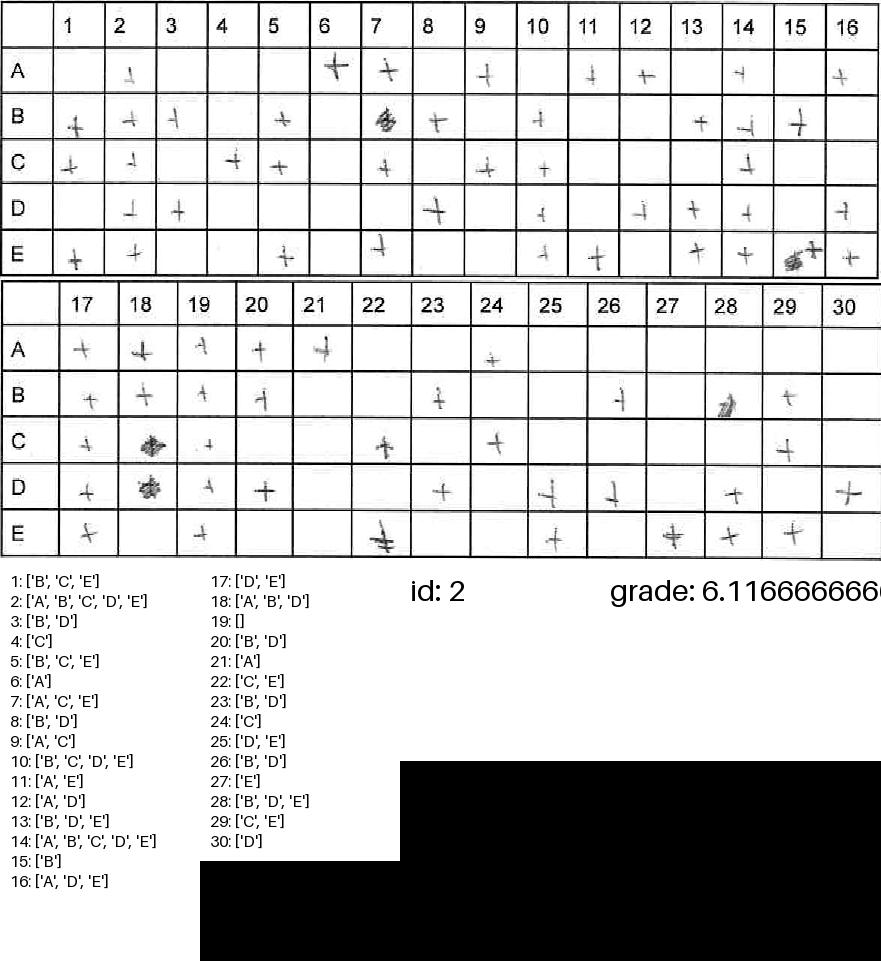 1 2 3 4 5 6 7 8 9 10 11 12 13 14 15 16
A
B
C
D
E
17 18 19 20 21 22 23 24 25 26 27 28 29 30
A
B
C
D
E
1: ['B', 'C', 'E']
2: ['A', 'B', 'C', 'D', 'E']
3: ['B', 'D']
4: ['C']
5: ['B', 'C', 'E']
6: ['A']
7: ['A', 'C', 'E']
8: ['B', 'D']
9: ['A', 'C']
10: ['B', 'C', 'D', 'E']
11: ['A', 'E']
12: ['A', 'D']
13: ['B', 'D', 'E']
14: ['A', 'B', 'C', 'D', 'E']
15: ['B']
16: ['A', 'D', 'E']
17: ['D', 'E']
18: ['A', 'B', 'D']
19: []
20: ['B', 'D']
21: ['A']
22: ['C', 'E']
23: ['B', 'D']
24: ['C']
25: ['D', 'E']
26: ['B', 'D']
27: ['E']
28: ['B', 'D', 'E']
29: ['C', 'E']
30: ['D']
id: 2
grade: 6.116666666